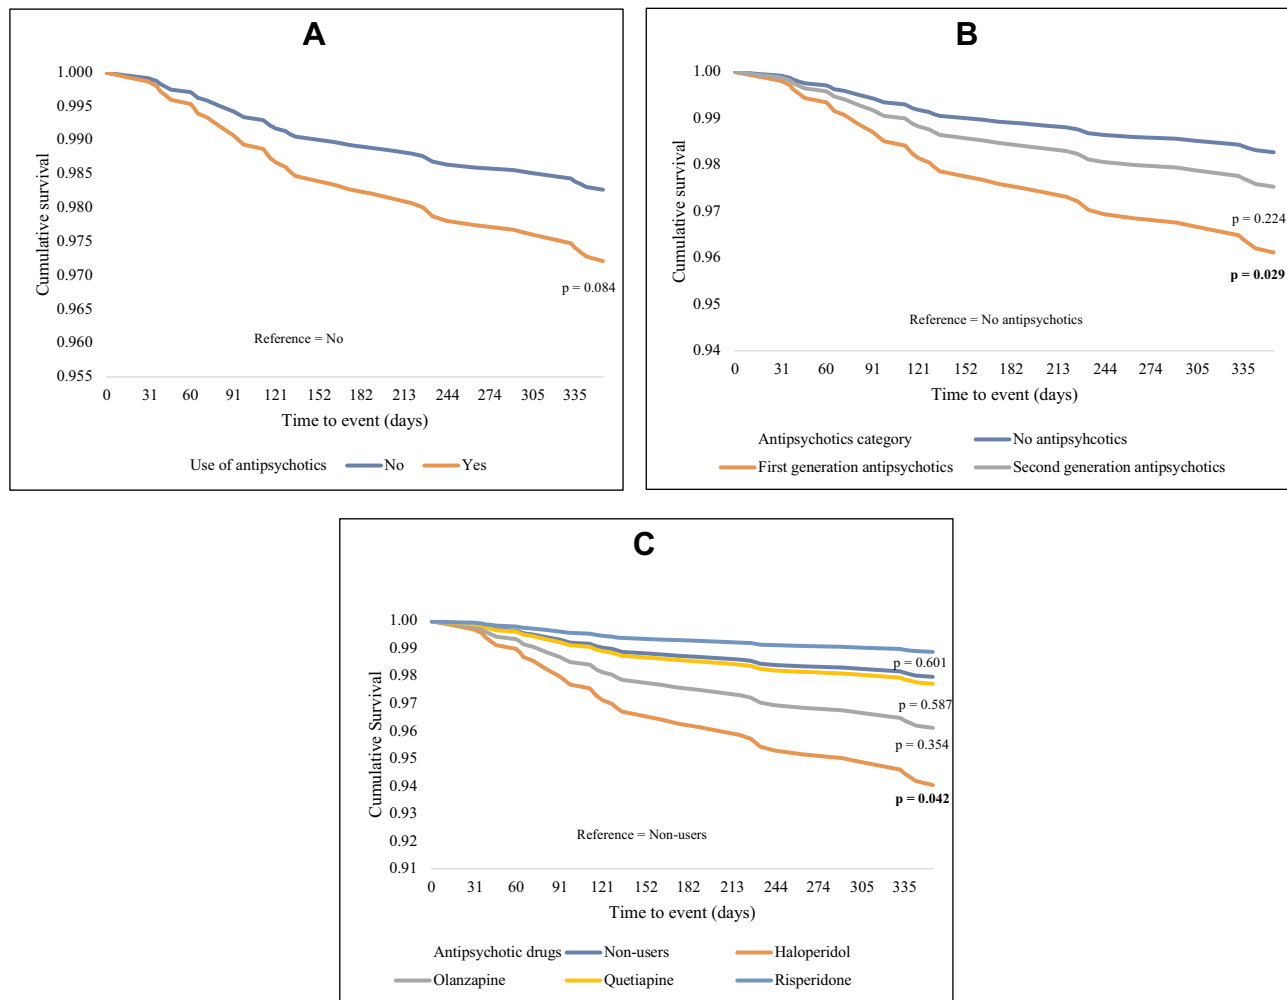 A
1.000
0.995
0.990
0.985
0.980
0.975
0.970
0.965
0.960
0.955
Cumulative survival
p = 0.084
Reference = No
0 31 60 91 121 152 182 213 244 274 305 335
Time to event (days)
Use of antipsychotics No Yes
B
1.00
0.99
0.98
0.97
0.96
0.95
0.94
Cumulative survival
p = 0.224
p = 0.029
Reference = No antipsychotics
0 31 60 91 121 152 182 213 244 274 305 335
Time to event (days)
Antipsychotics category No antipsyhcotics
First generation antipsychotics Second generation antipsychotics
C
1.00
0.99
0.98
0.97
0.96
0.95
0.94
0.93
0.92
0.91
Cumulative Survival
p = 0.601
p = 0.587
p = 0.354
p = 0.042
Reference = Non-users
0 31 60 91 121 152 182 213 244 274 305 335
Time to event (days)
Antipsychotic drugs Non-users Haloperidol
Olanzapine Quetiapine Risperidone